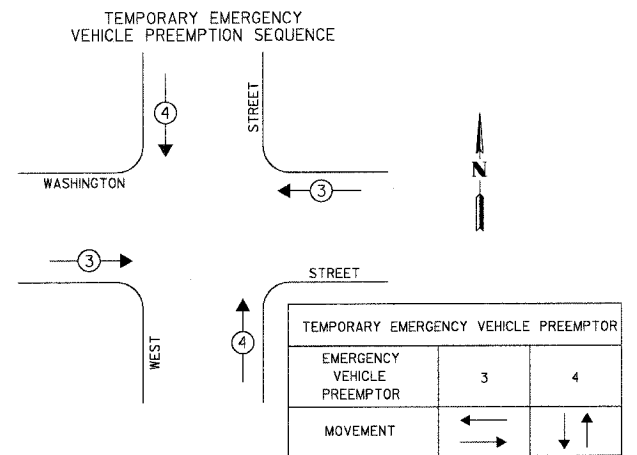 TEMPORARY EMERGENCY
VEHICLE PREEMPTION SEQUENCE
4
STREET
WASHINGTON
3
N
3
STREET
4
WEST
TEMPORARY EMERGENCY VEHICLE PREEMPTOR
EMERGENCY
VEHICLE
PREEMPTOR
3
4
MOVEMENT